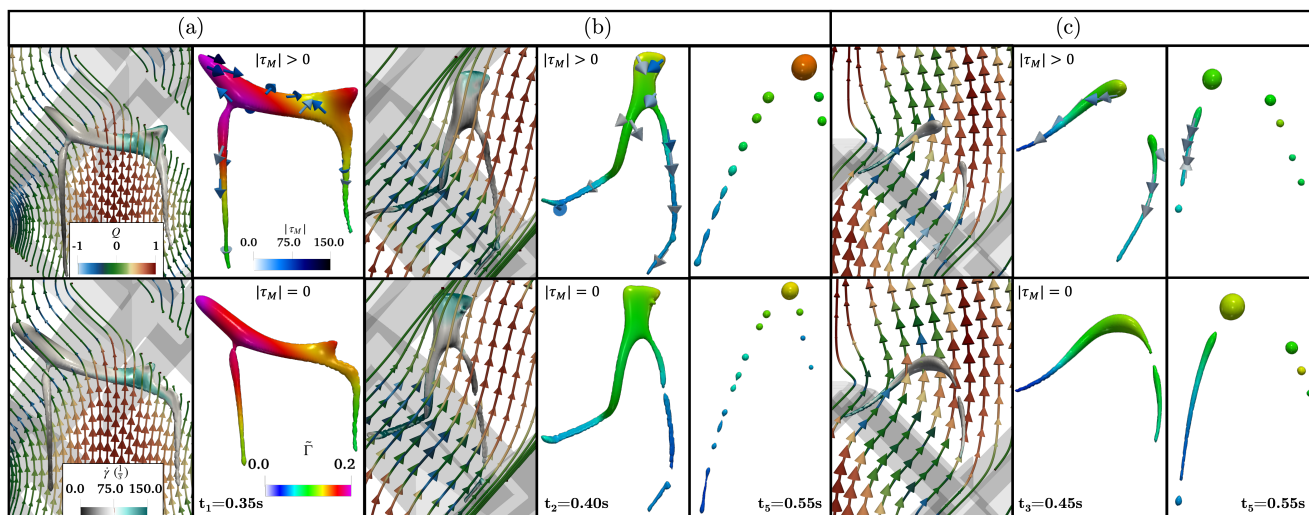 (a)
(b)
(c)
|τ_M| > 0
|τ_M| > 0
|τ_M| > 0
Q
-1 0 1
|τ_M|
0.0 75.0 150.0
|τ_M| = 0
|τ_M| = 0
|τ_M| = 0
γ̇ (1/s)
0.0 75.0 150.0
Γ̃
0.0 0.2
t₁=0.35s
t₂=0.40s
t₅=0.55s
t₃=0.45s
t₅=0.55s